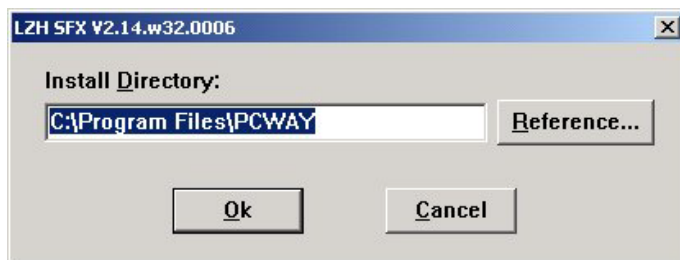 LZH SFX V2.14.w32.0006
Install Directory:
C:\Program Files\PCWAY
Reference...
Ok
Cancel